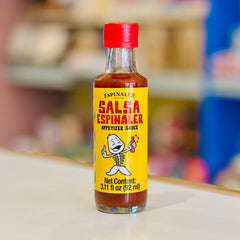 ESPINALER
SALSA
ESPINALER
APPETIZER SAUCE
Net Content:
3.11 fl oz (92 ml)